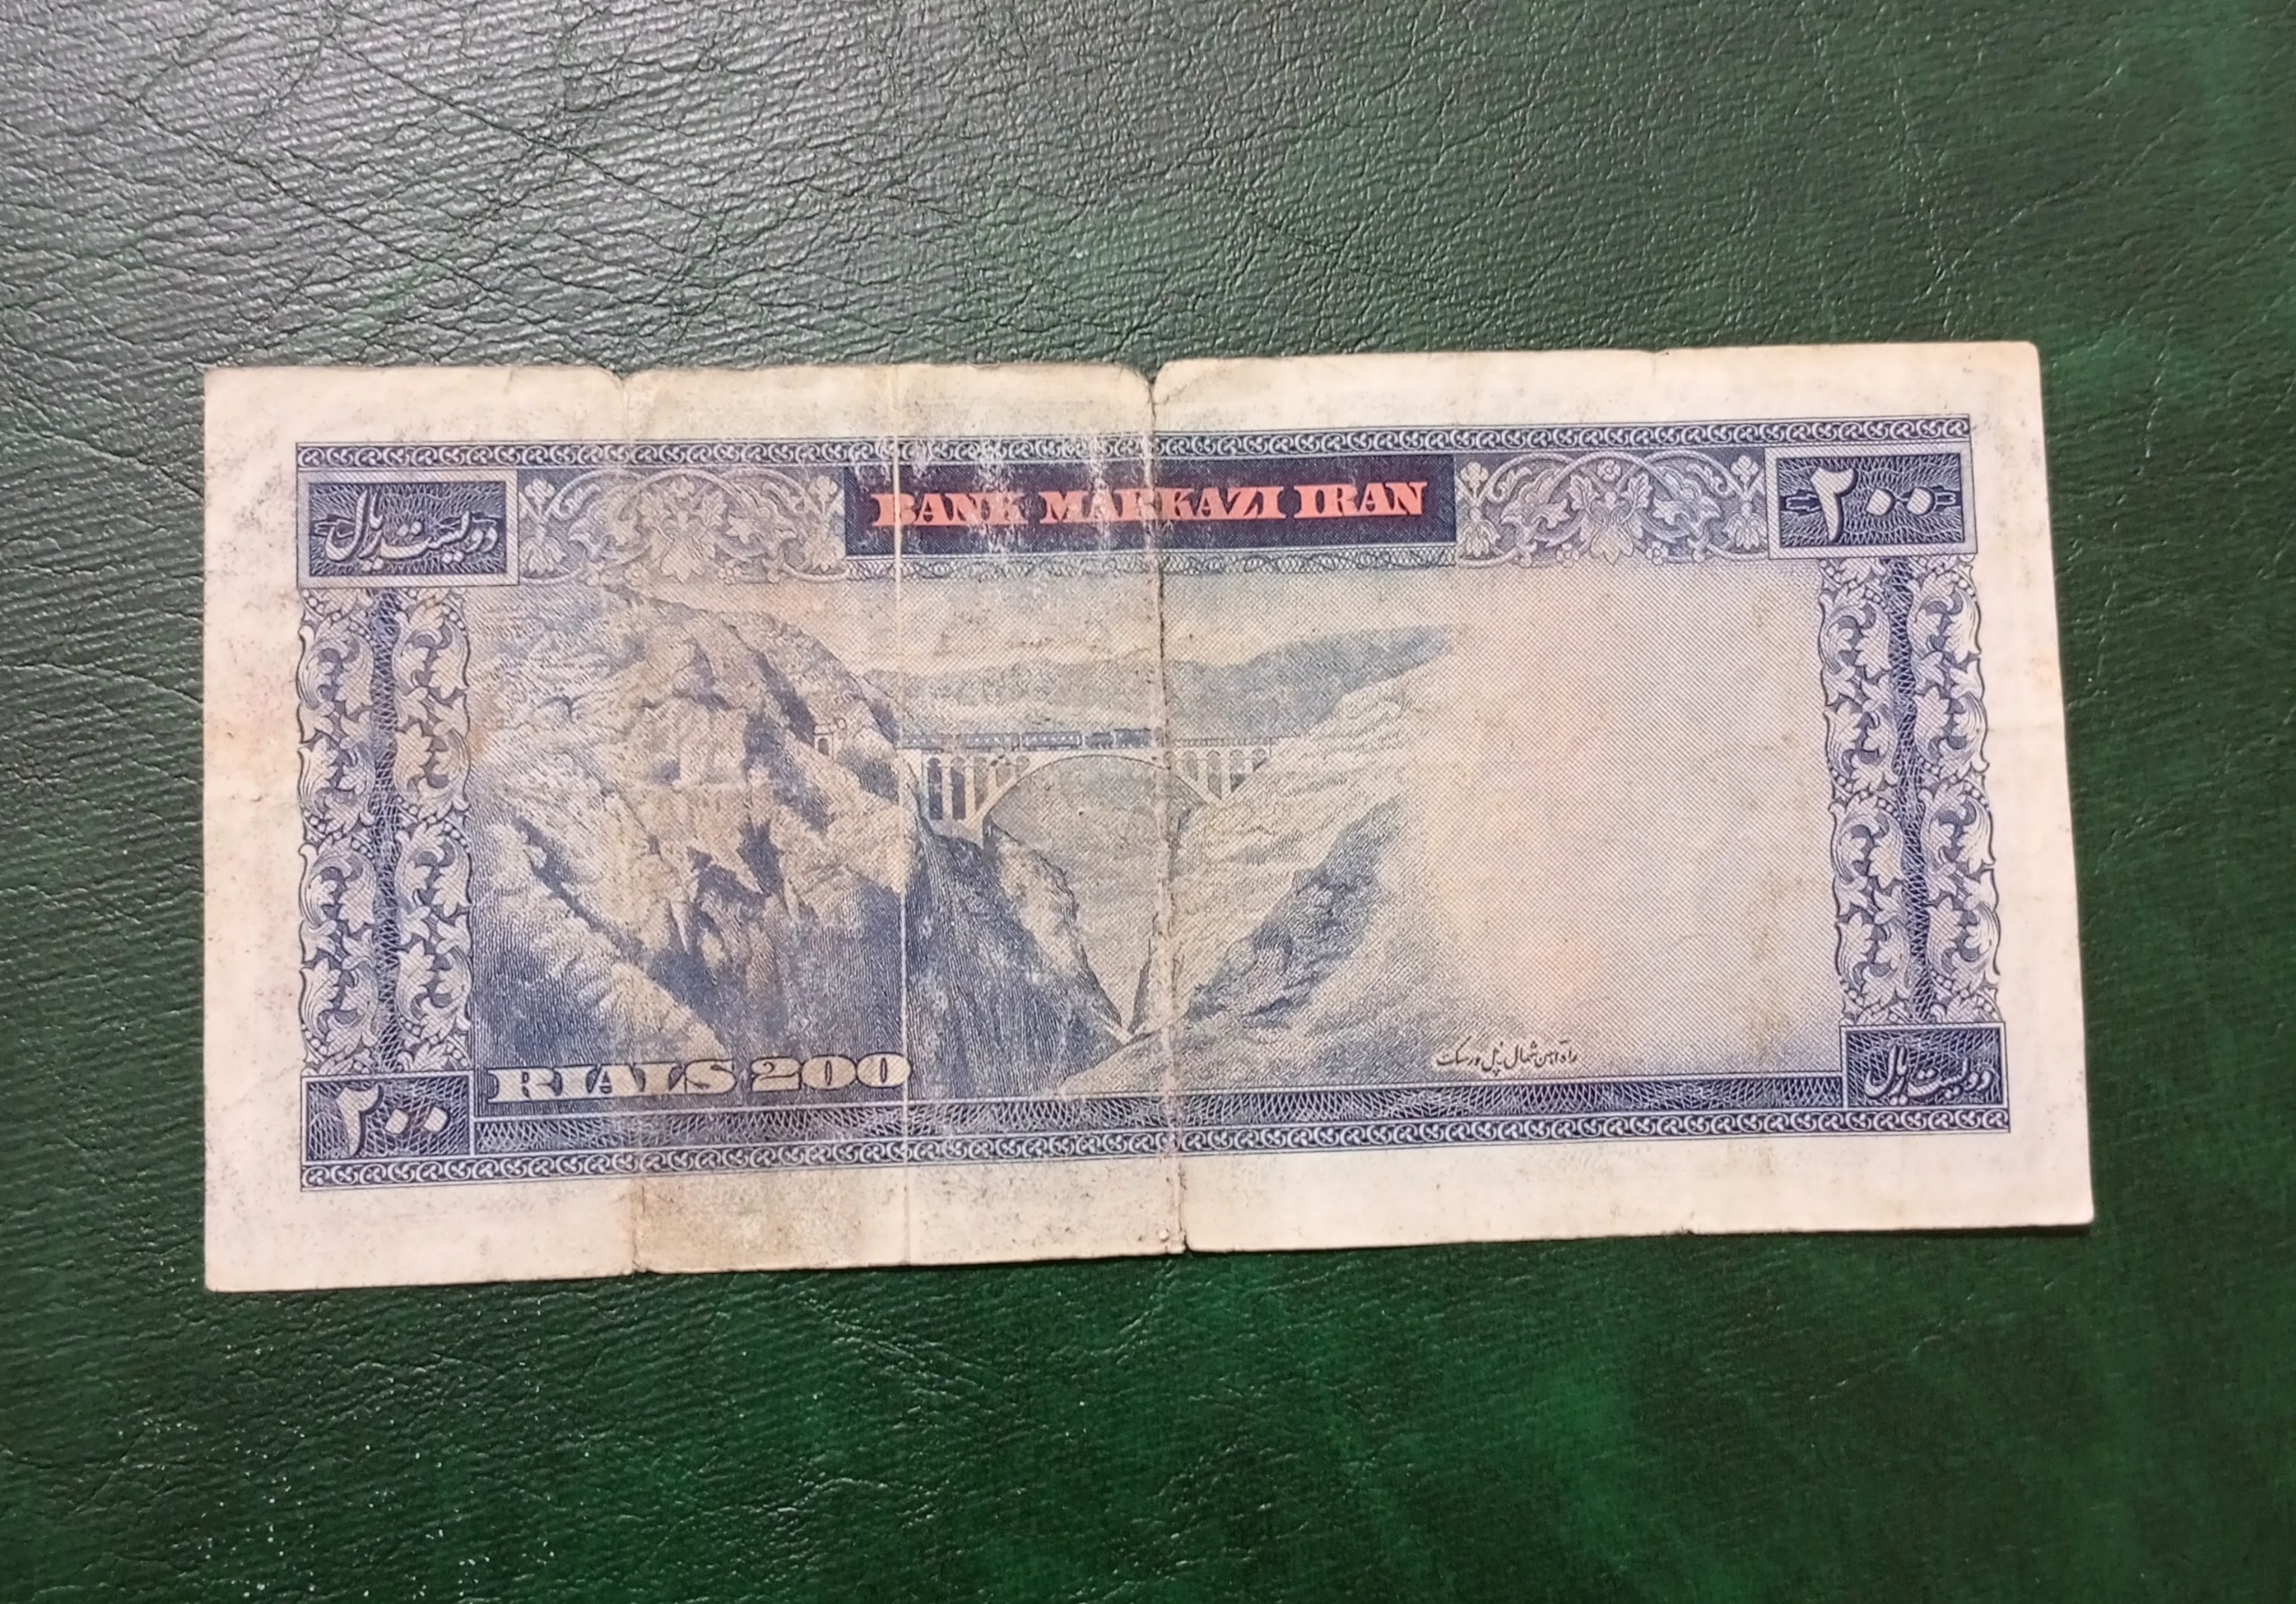 دویست ریال
BANK MARKAZI IRAN
۲۰۰
RIALS 200
راه آهن شمال پل ورسک
۲۰۰
دویست ریال